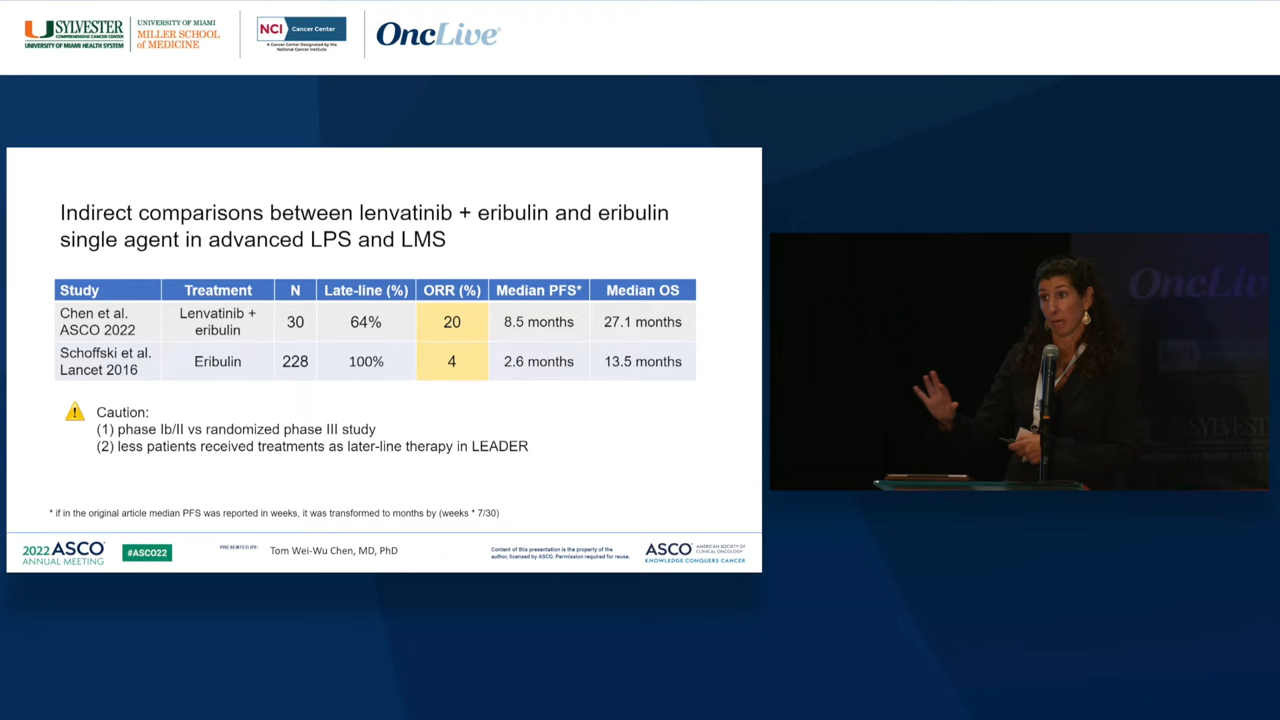 SYLVESTER
COMPREHENSIVE CANCER CENTER
UNIVERSITY OF MIAMI HEALTH SYSTEM
UNIVERSITY OF MIAMI
MILLER SCHOOL
of MEDICINE
NCI Cancer Center
A Cancer Center Designated by the
National Cancer Institute
OncLive®
Indirect comparisons between lenvatinib + eribulin and eribulin
single agent in advanced LPS and LMS
Study Treatment N Late-line (%) ORR (%) Median PFS* Median OS
Chen et al.
ASCO 2022
Lenvatinib +
eribulin
30 64% 20 8.5 months 27.1 months
Schoffski et al.
Lancet 2016
Eribulin 228 100% 4 2.6 months 13.5 months
Caution:
(1) phase Ib/II vs randomized phase III study
(2) less patients received treatments as later-line therapy in LEADER
* if in the original article median PFS was reported in weeks, it was transformed to months by (weeks * 7/30)
2022 ASCO®
ANNUAL MEETING
#ASCO22
PRESENTED BY:
Tom Wei-Wu Chen, MD, PhD
Content of this presentation is the property of the
author, licensed by ASCO. Permission required for reuse.
ASCO AMERICAN SOCIETY OF
CLINICAL ONCOLOGY
KNOWLEDGE CONQUERS CANCER
OncLive
NCI
SYLVEST